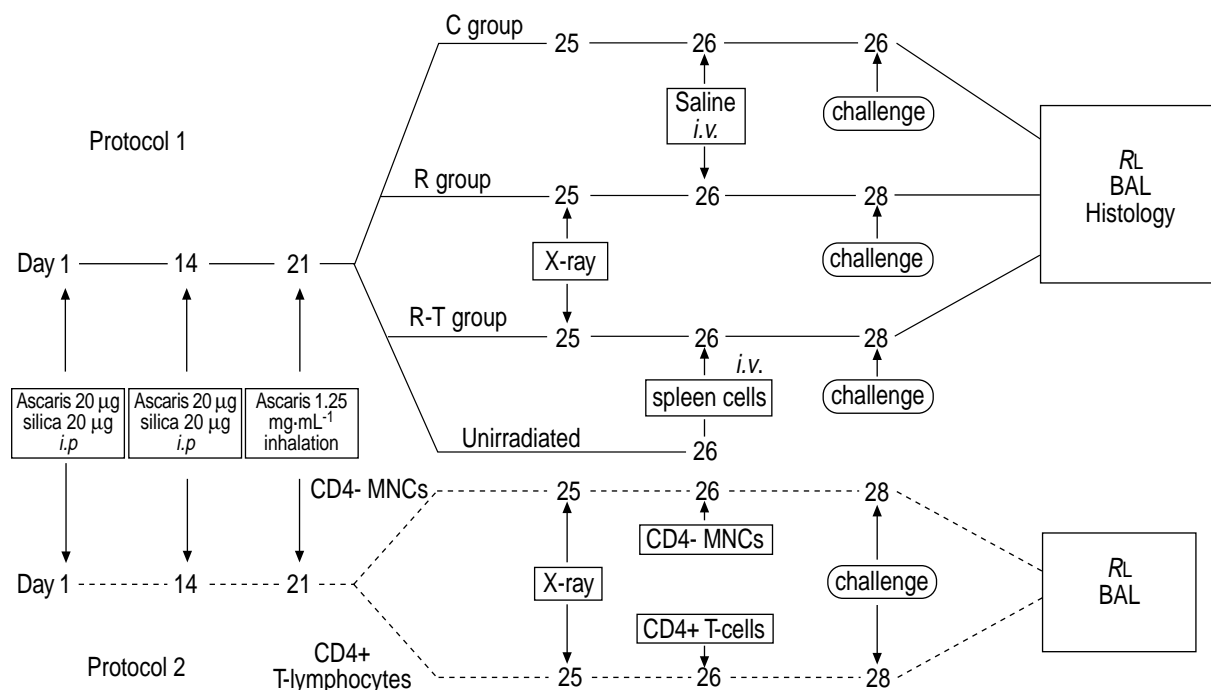 C group
25
26
26
Saline
i.v.
challenge
Protocol 1
R group
25
26
28
RL
BAL
Histology
X-ray
challenge
Day 1
14
21
R-T group
25
26
28
i.v.
spleen cells
challenge
Ascaris 20 µg
silica 20 µg
i.p
Ascaris 20 µg
silica 20 µg
i.p
Ascaris 1.25
mg·mL-1
inhalation
Unirradiated
26
CD4- MNCs
25
26
28
CD4- MNCs
Day 1
14
21
X-ray
challenge
RL
BAL
CD4+ T-cells
Protocol 2
CD4+
T-lymphocytes
25
26
28